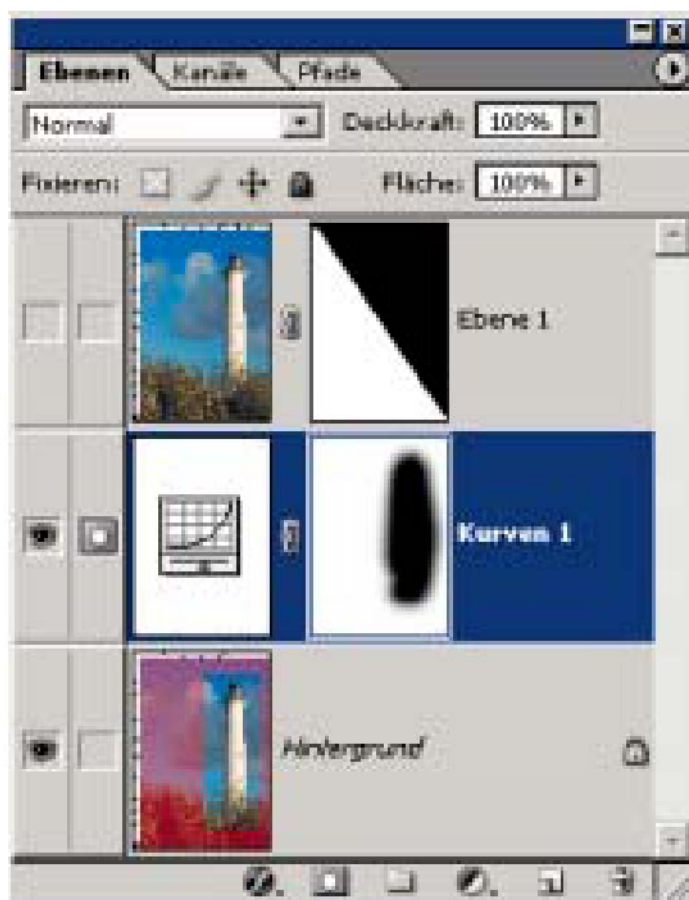 Ebenen Kanäle Pfade
Normal Deckkraft: 100%
Fixieren: Fläche: 100%
Ebene 1
Kurven 1
Hintergrund